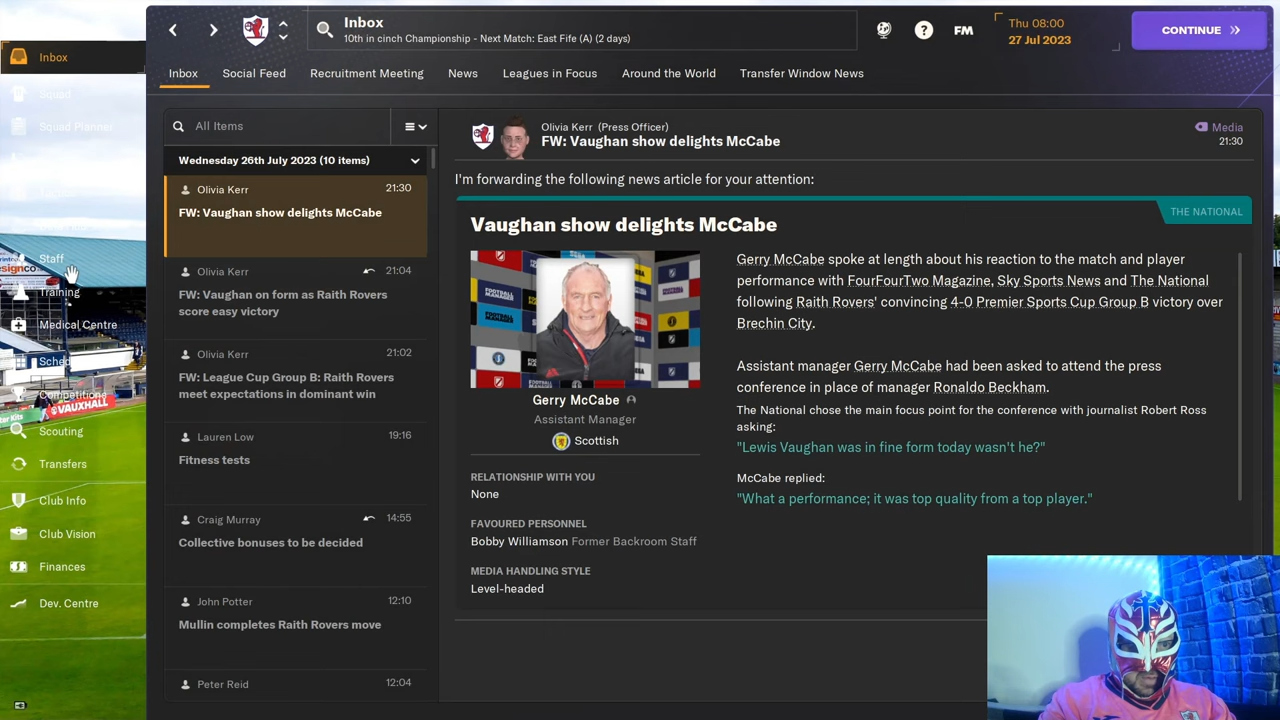 Inbox
10th in cinch Championship - Next Match: East Fife (A) (2 days)
FM
Thu 08:00
27 Jul 2023
CONTINUE
Inbox
Social Feed
Recruitment Meeting
News
Leagues in Focus
Around the World
Transfer Window News
Inbox
Squad
Squad Planner
Staff
Training
Medical Centre
Sched
Competitions
Scouting
Transfers
Club Info
Club Vision
Finances
Dev. Centre
VAUXHALL
All Items
Wednesday 26th July 2023 (10 items)
Olivia Kerr 21:30
FW: Vaughan show delights McCabe
Olivia Kerr 21:04
FW: Vaughan on form as Raith Rovers
score easy victory
Olivia Kerr 21:02
FW: League Cup Group B: Raith Rovers
meet expectations in dominant win
Lauren Low 19:16
Fitness tests
Craig Murray 14:55
Collective bonuses to be decided
John Potter 12:10
Mullin completes Raith Rovers move
Peter Reid 12:04
Olivia Kerr (Press Officer)
FW: Vaughan show delights McCabe
Media
21:30
I'm forwarding the following news article for your attention:
THE NATIONAL
Vaughan show delights McCabe
Gerry McCabe
Assistant Manager
Scottish
RELATIONSHIP WITH YOU
None
FAVOURED PERSONNEL
Bobby Williamson Former Backroom Staff
MEDIA HANDLING STYLE
Level-headed
Gerry McCabe spoke at length about his reaction to the match and player
performance with FourFourTwo Magazine, Sky Sports News and The National
following Raith Rovers' convincing 4-0 Premier Sports Cup Group B victory over
Brechin City.
Assistant manager Gerry McCabe had been asked to attend the press
conference in place of manager Ronaldo Beckham.
The National chose the main focus point for the conference with journalist Robert Ross
asking:
"Lewis Vaughan was in fine form today wasn't he?"
McCabe replied:
"What a performance; it was top quality from a top player."